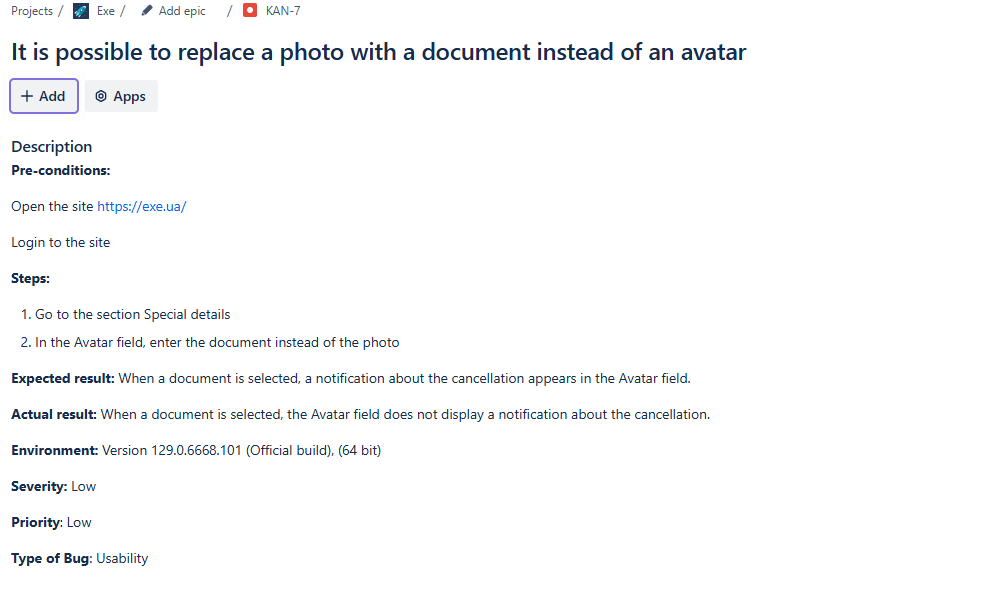 Projects / Exe / Add epic / KAN-7
It is possible to replace a photo with a document instead of an avatar
+ Add Apps
Description
Pre-conditions:
Open the site https://exe.ua/
Login to the site
Steps:
1. Go to the section Special details
2. In the Avatar field, enter the document instead of the photo
Expected result: When a document is selected, a notification about the cancellation appears in the Avatar field.
Actual result: When a document is selected, the Avatar field does not display a notification about the cancellation.
Environment: Version 129.0.6668.101 (Official build), (64 bit)
Severity: Low
Priority: Low
Type of Bug: Usability